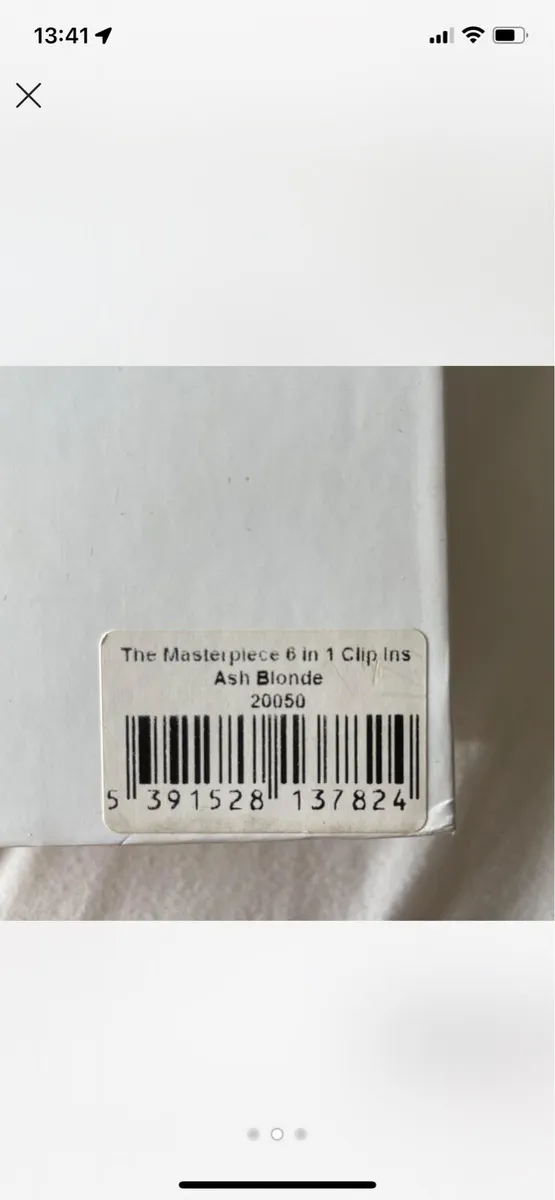 13:41
The Masterpiece 6 in 1 Clip Ins
Ash Blonde
20050
5 391528 137824